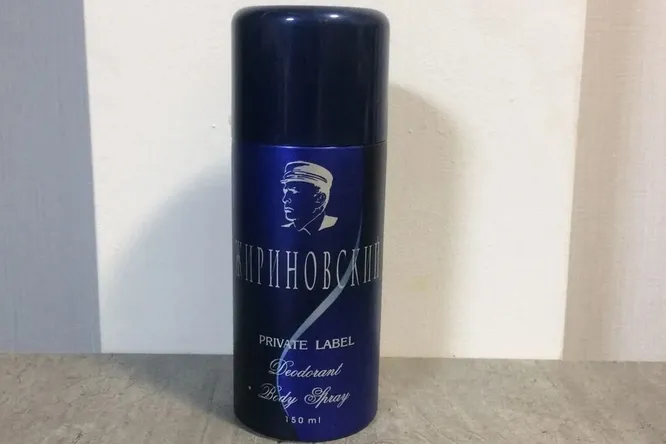 ЖИРИНОВСКИЙ
PRIVATE LABEL
Deodorant
Body Spray
150 ml